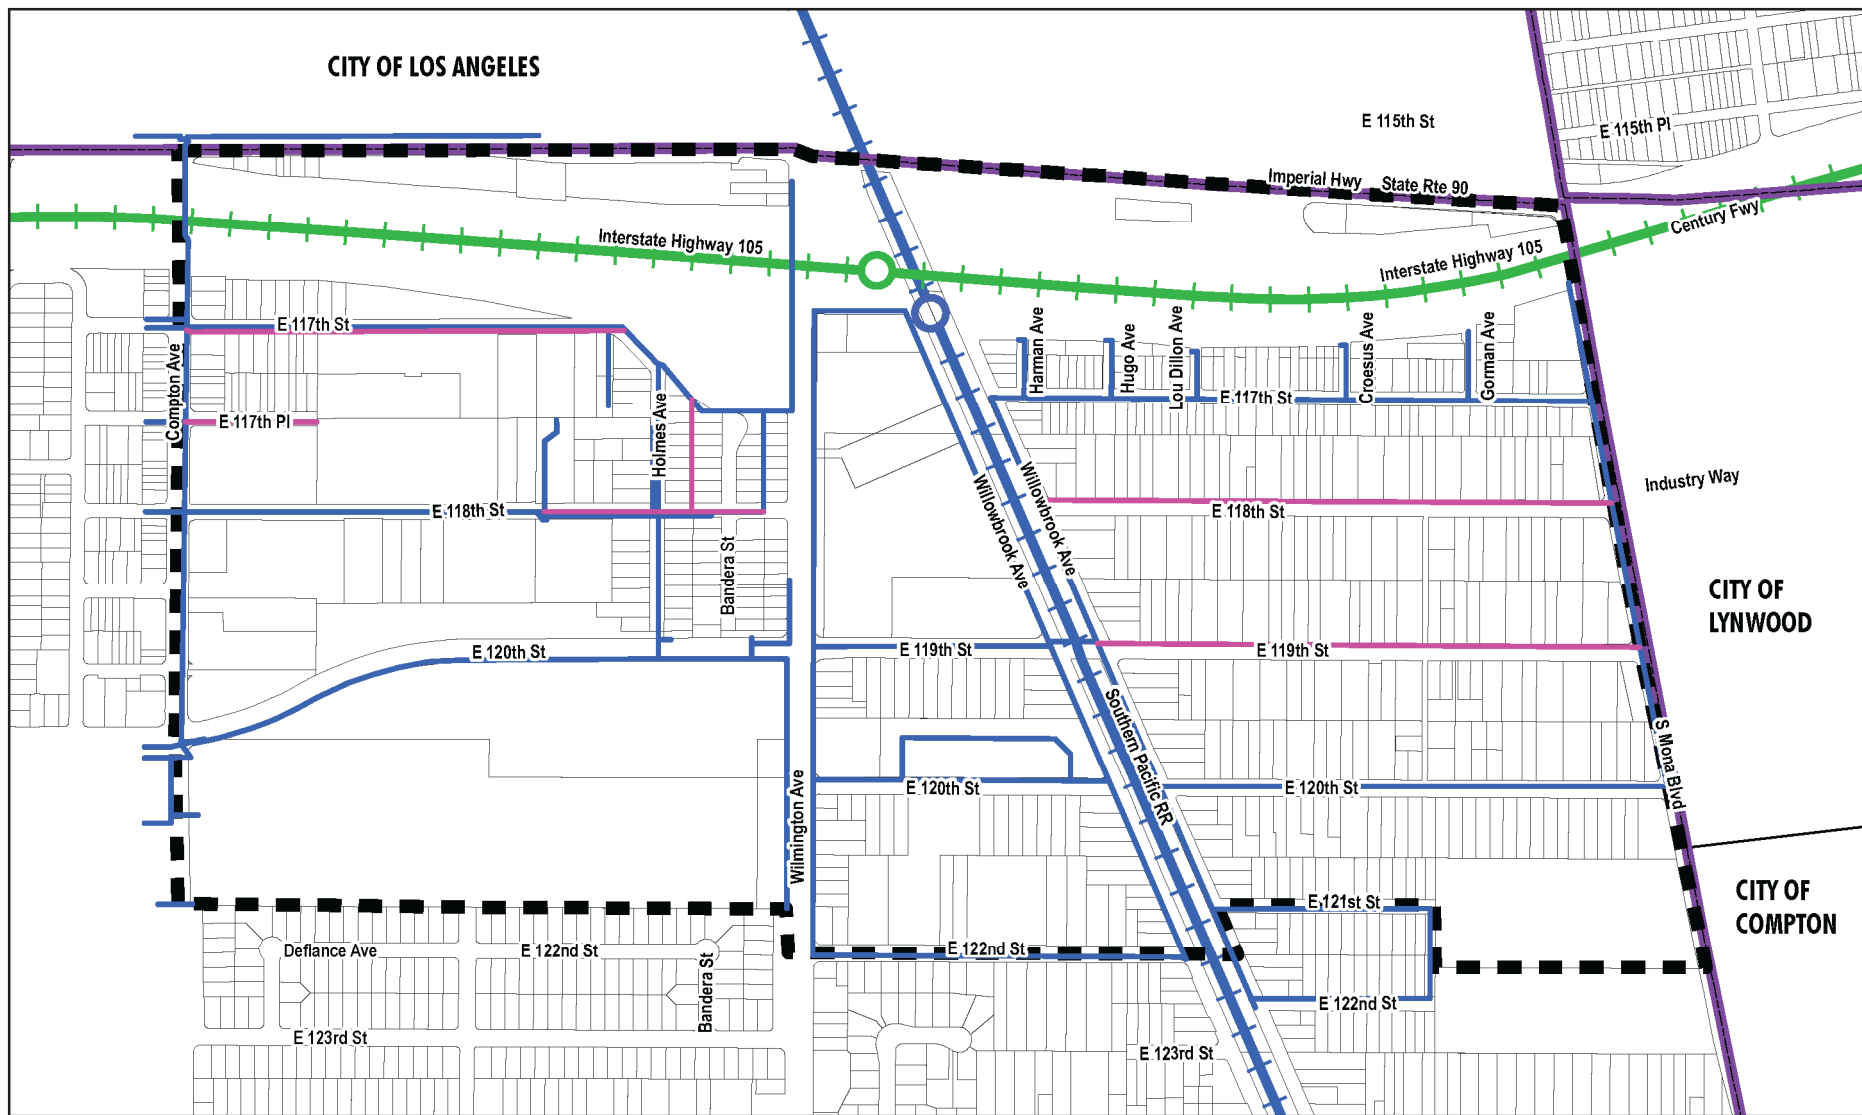 CITY OF LOS ANGELES
E 115th St
E 115th Pl
Imperial Hwy
State Rte 90
Century Fwy
Interstate Highway 105
Interstate Highway 105
E 117th St
Compton Ave
E 117th Pl
Holmes Ave
Harman Ave
Hugo Ave
Lou Dillon Ave
Croesus Ave
Gorman Ave
E 117th St
Industry Way
E 118th St
Willowbrook Ave
Willowbrook Ave
E 118th St
Bandera St
CITY OF
LYNWOOD
E 120th St
E 119th St
E 119th St
Southern Pacific RR
S Mona Blvd
Wilmington Ave
E 120th St
E 120th St
CITY OF
COMPTON
E 121st St
Defiance Ave
E 122nd St
Bandera St
E 122nd St
E 122nd St
E 123rd St
E 123rd St